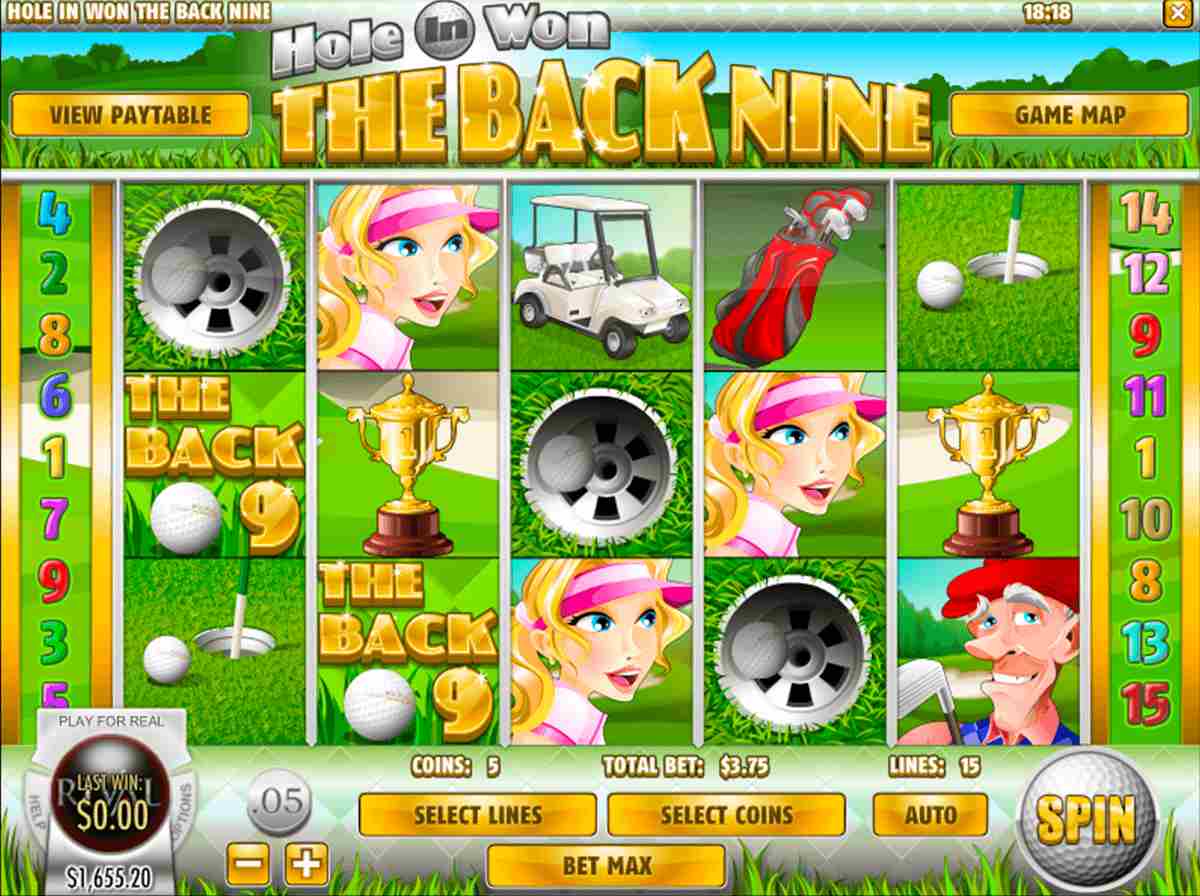 HOLE IN WON THE BACK NINE
18:18
X
Hole In Won
THE BACK NINE
VIEW PAYTABLE
GAME MAP
4
2
8
6
1
7
9
3
5
14
12
9
11
1
10
8
13
15
THE
BACK
9
1
1
THE
BACK
9
PLAY FOR REAL
RIVAL
LAST WIN:
$0.00
HELP
OPTIONS
$1,655.20
COINS: 5
TOTAL BET: $3.75
LINES: 15
.05
SELECT LINES
SELECT COINS
AUTO
SPIN
- +
BET MAX